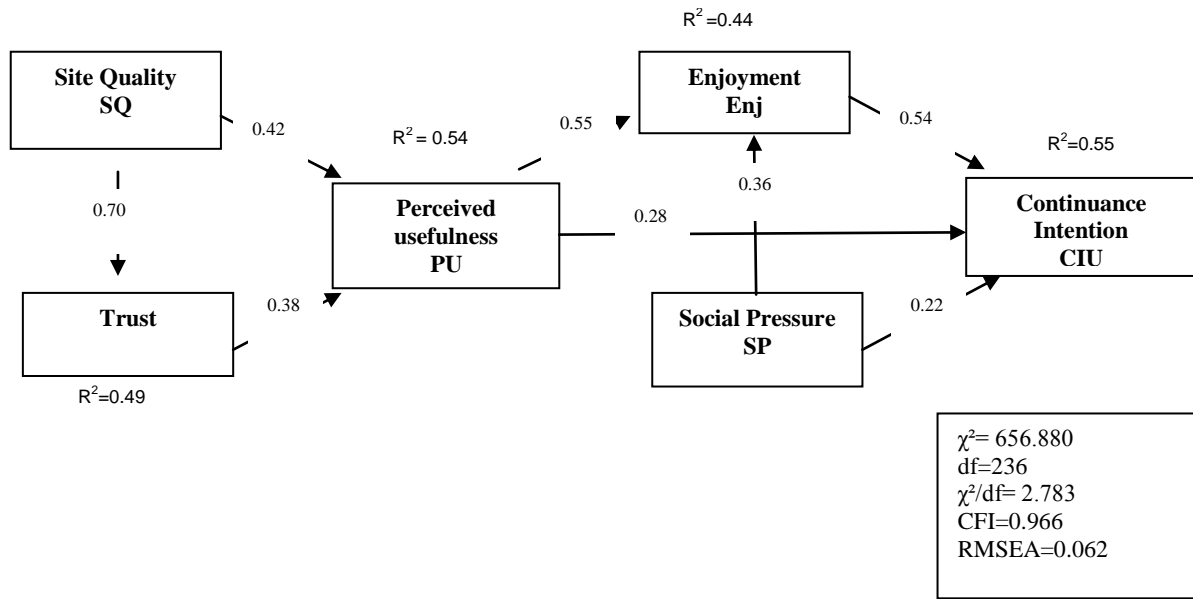 R²=0.44
Site Quality
SQ
Enjoyment
Enj
0.42
R²= 0.54
0.55
0.54
R²=0.55
0.70
Perceived
usefulness
PU
0.28
0.36
Continuance
Intention
CIU
Trust
0.38
Social Pressure
SP
0.22
R²=0.49
χ²= 656.880
df=236
χ²/df= 2.783
CFI=0.966
RMSEA=0.062